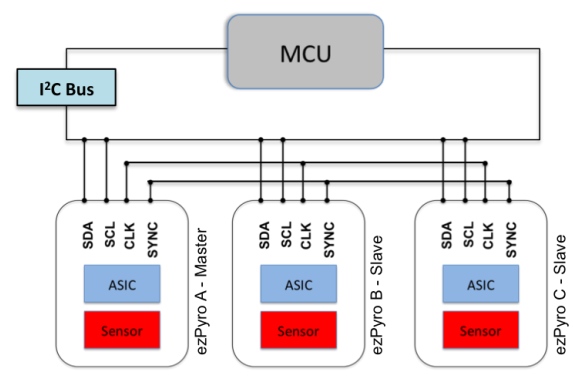 MCU
I²C Bus
SDA
SCL
CLK
SYNC
ASIC
Sensor
ezPyro A - Master
SDA
SCL
CLK
SYNC
ASIC
Sensor
ezPyro B - Slave
SDA
SCL
CLK
SYNC
ASIC
Sensor
ezPyro C - Slave